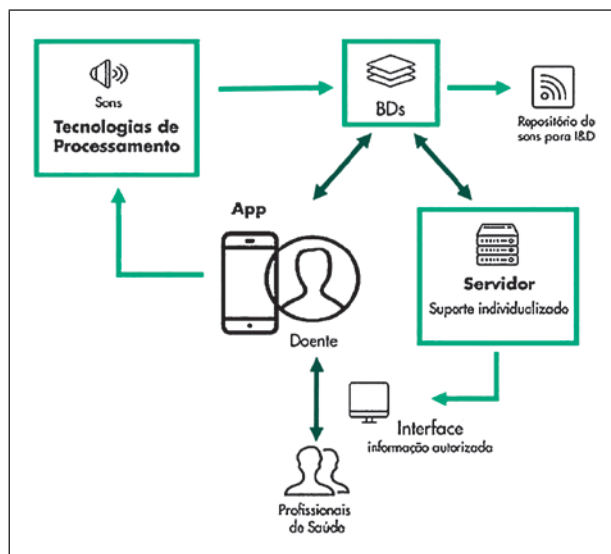 Sons
Tecnologias de
Processamento
BDs
Repositório de
sons para I&D
App
Doente
Servidor
Suporte individualizado
Interface
informação autorizada
Profissionais
de Saúde